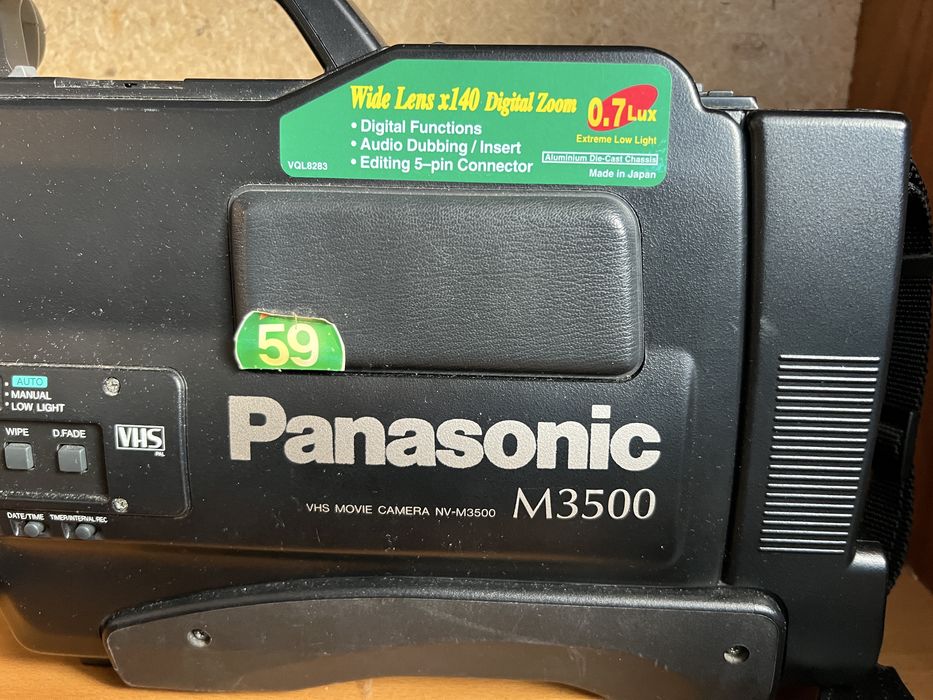 Wide Lens x140 Digital Zoom
0.7 Lux
• Digital Functions
• Audio Dubbing / Insert
• Editing 5-pin Connector
Extreme Low Light
Aluminium Die-Cast Chassis
Made in Japan
VQL8283
59
• AUTO
• MANUAL
• LOW LIGHT
WIPE
D.FADE
VHS
PAL
DATE/TIME
TIMER/INTERVAL/REC
Panasonic
VHS MOVIE CAMERA NV-M3500
M3500